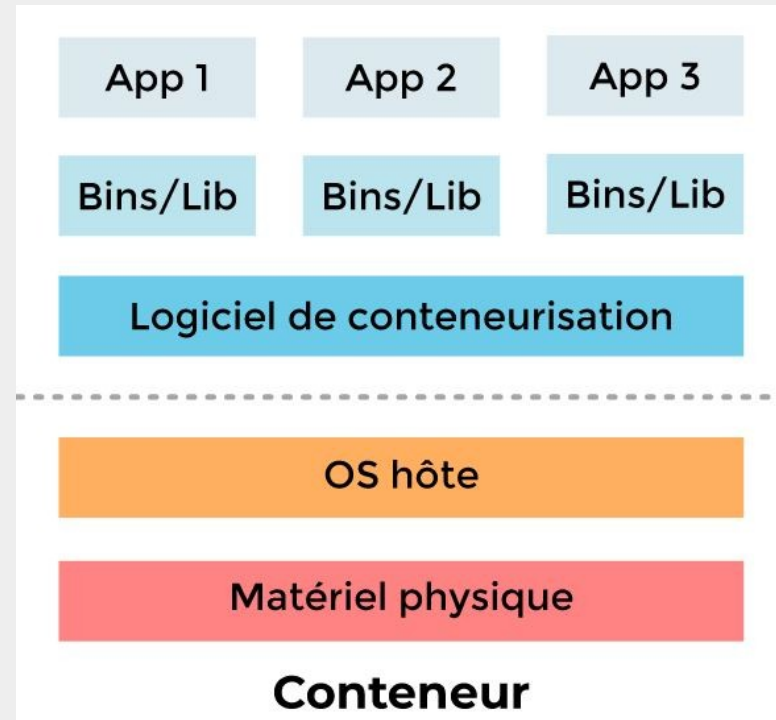 App 1
App 2
App 3
Bins/Lib
Bins/Lib
Bins/Lib
Logiciel de conteneurisation
OS hôte
Matériel physique
Conteneur